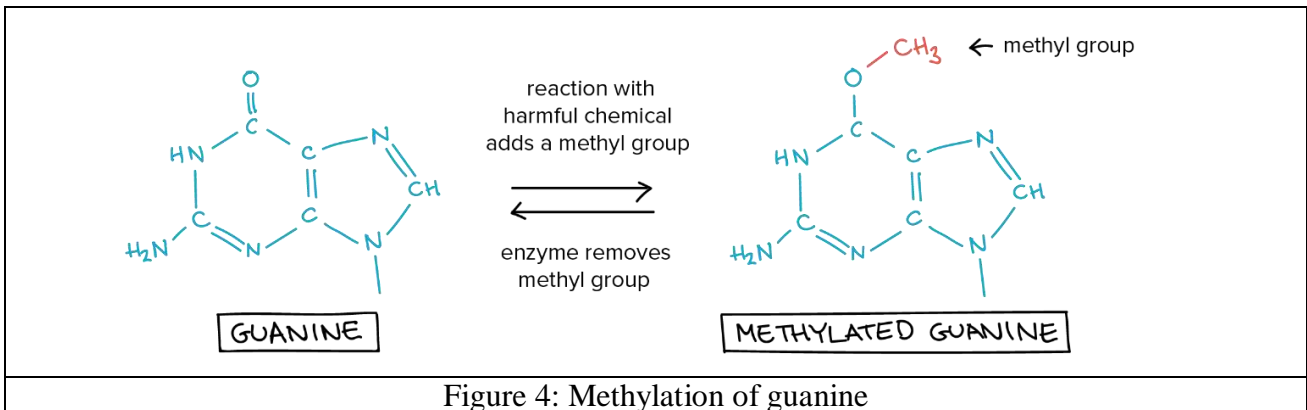 O
C
HN
C
N
CH
C
C
H₂N
N
N
GUANINE
reaction with
harmful chemical
adds a methyl group
enzyme removes
methyl group
CH₃ ← methyl group
O
C
HN
C
N
CH
C
C
H₂N
N
N
METHYLATED GUANINE
Figure 4: Methylation of guanine